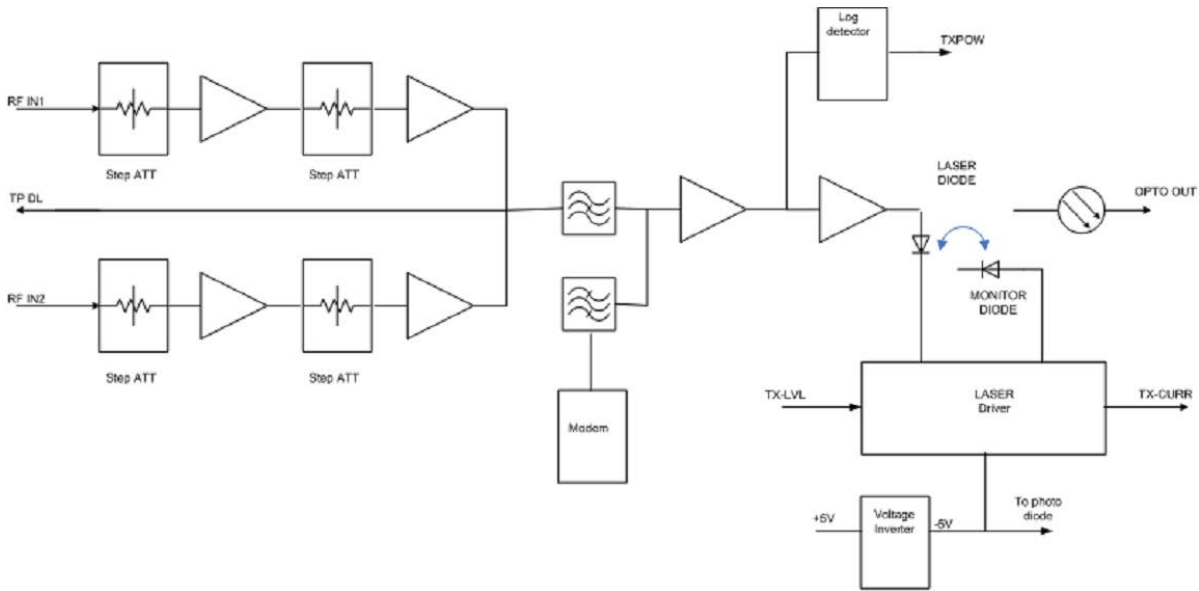 Log
detector
TXPOW
RF IN1
Step ATT
Step ATT
LASER
DIODE
TP DL
OPTO OUT
RF IN2
MONITOR
DIODE
Step ATT
Step ATT
TX-LVL
LASER
Driver
TX-CURR
Modem
+5V
Voltage
Inverter
-5V
To photo
diode